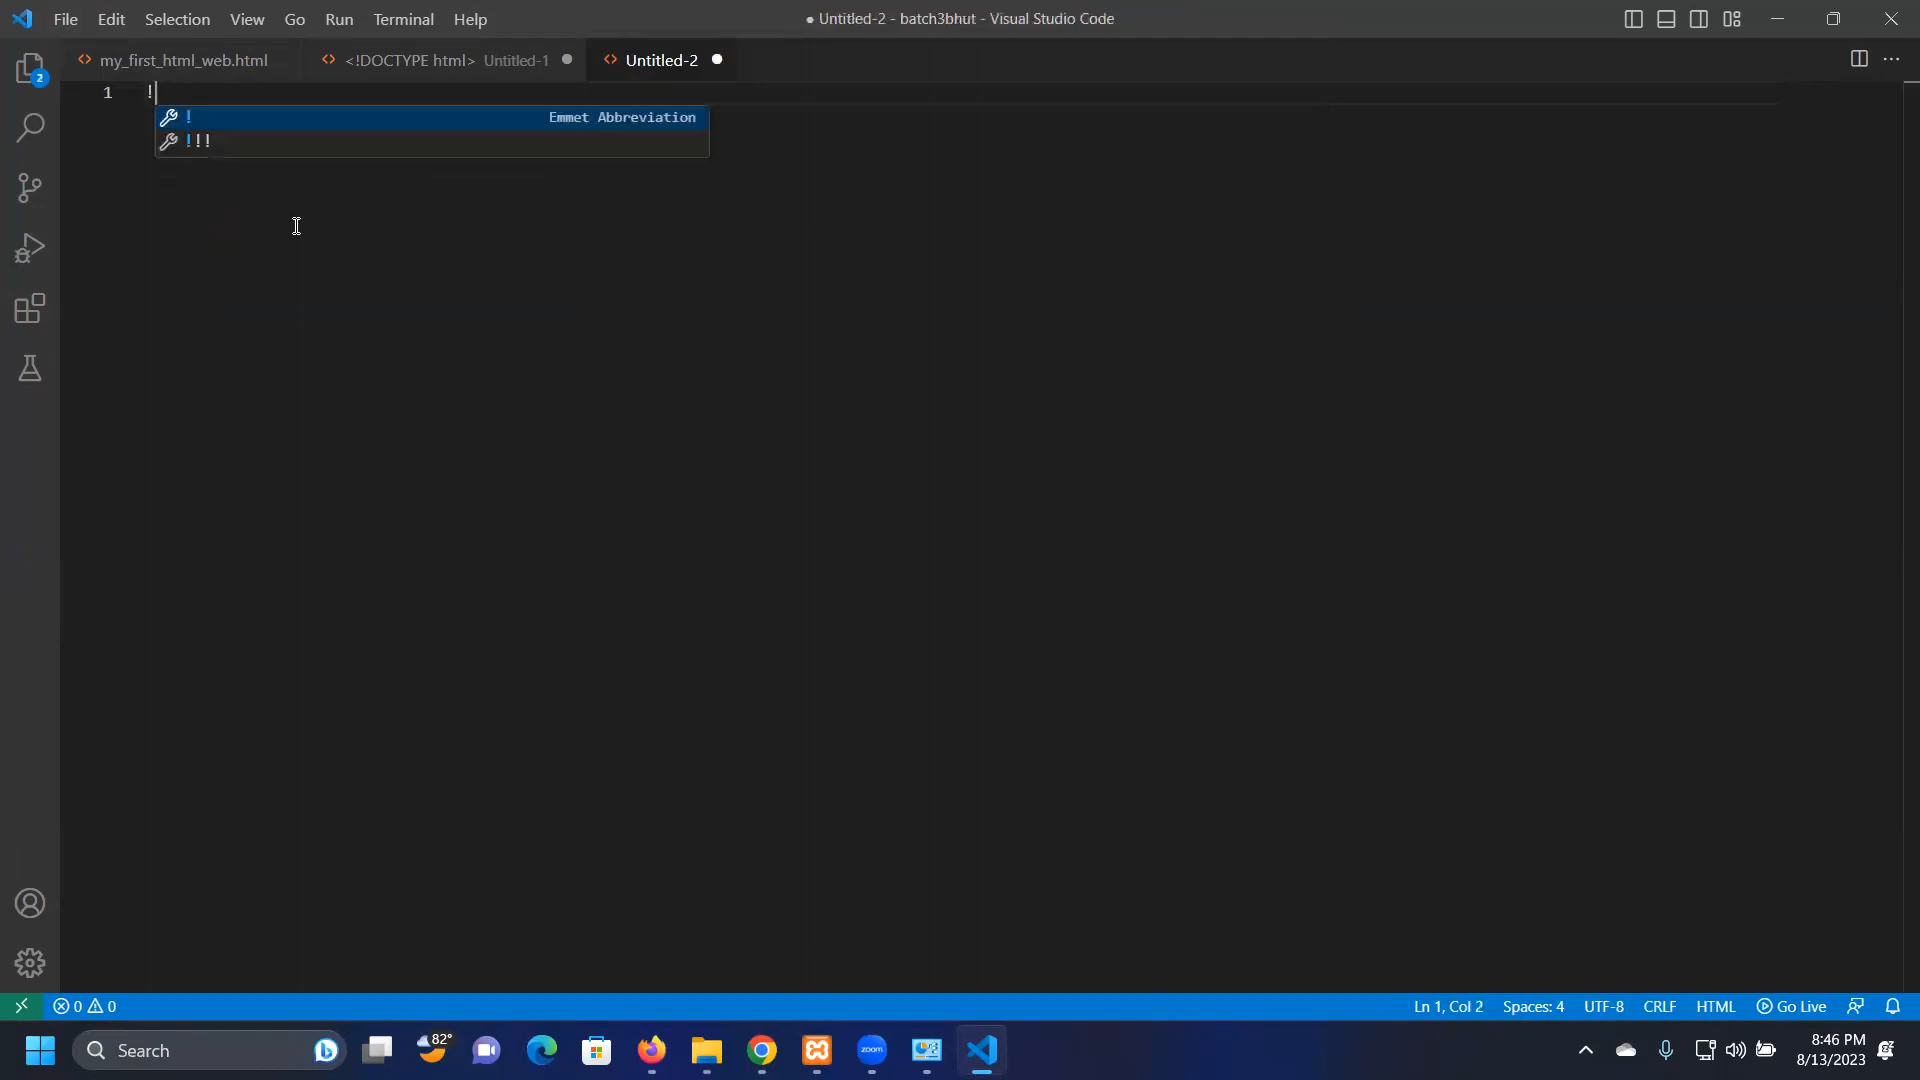 File Edit Selection View Go Run Terminal Help
● Untitled-2 - batch3bhut - Visual Studio Code
2
my_first_html_web.html
<!DOCTYPE html> Untitled-1
Untitled-2
1 !
! Emmet Abbreviation
!!!
0 0
Ln 1, Col 2 Spaces: 4 UTF-8 CRLF HTML Go Live
Search
82°
zoom
8:46 PM
8/13/2023